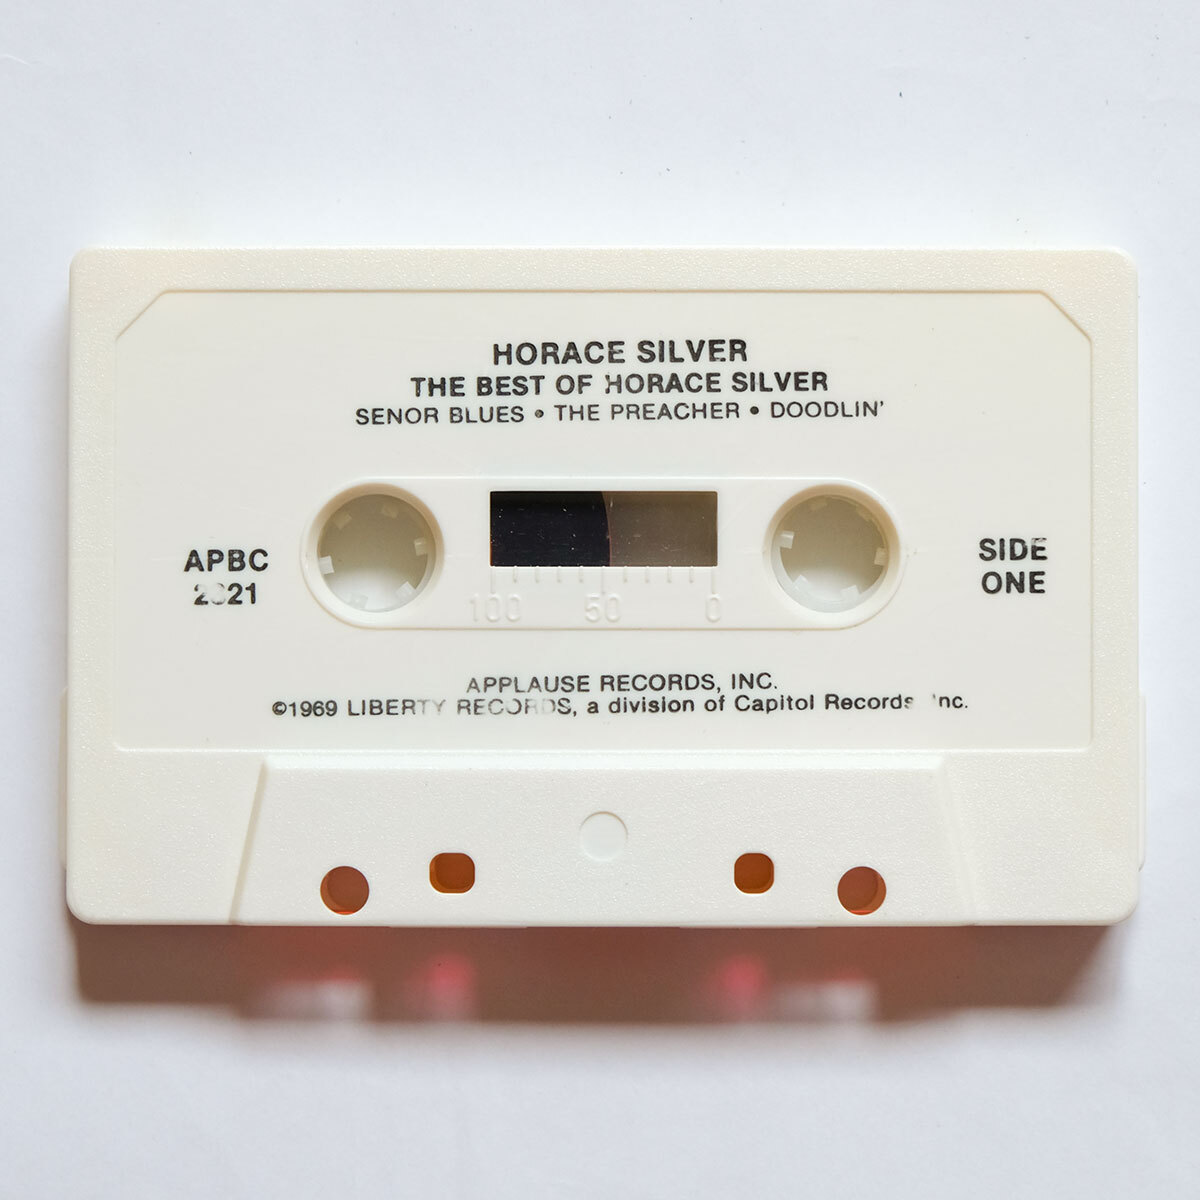 HORACE SILVER
THE BEST OF HORACE SILVER
SENOR BLUES • THE PREACHER • DOODLIN'
APBC
2321
SIDE
ONE
100 50 0
APPLAUSE RECORDS, INC.
©1969 LIBERTY RECORDS, a division of Capitol Records Inc.